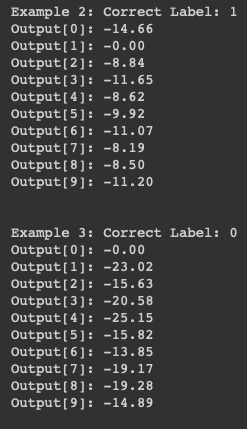 Example 2: Correct Label: 1
Output[0]: -14.66
Output[1]: -0.00
Output[2]: -8.84
Output[3]: -11.65
Output[4]: -8.62
Output[5]: -9.92
Output[6]: -11.07
Output[7]: -8.19
Output[8]: -8.50
Output[9]: -11.20
Example 3: Correct Label: 0
Output[0]: -0.00
Output[1]: -23.02
Output[2]: -15.63
Output[3]: -20.58
Output[4]: -25.15
Output[5]: -15.82
Output[6]: -13.85
Output[7]: -19.17
Output[8]: -19.28
Output[9]: -14.89